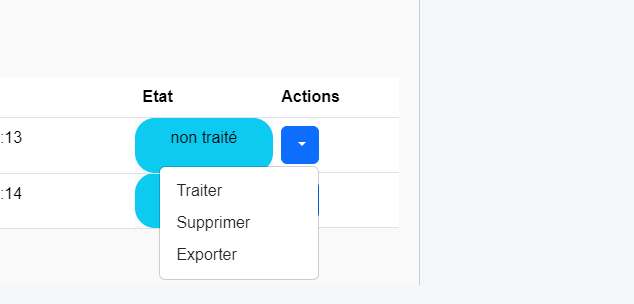 Etat Actions
:13 non traité
:14
Traiter
Supprimer
Exporter